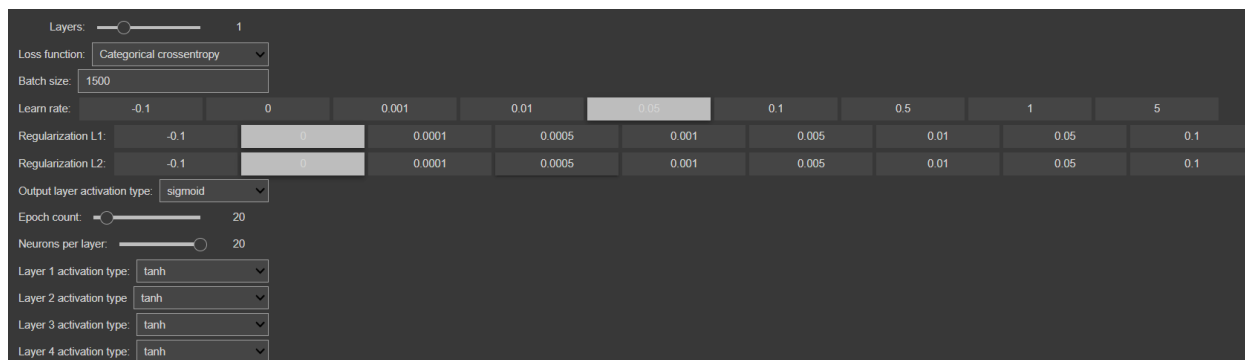 Layers: 1
Loss function: Categorical crossentropy
Batch size: 1500
Learn rate: -0.1 0 0.001 0.01 0.05 0.1 0.5 1 5
Regularization L1: -0.1 0 0.0001 0.0005 0.001 0.005 0.01 0.05 0.1
Regularization L2: -0.1 0 0.0001 0.0005 0.001 0.005 0.01 0.05 0.1
Output layer activation type: sigmoid
Epoch count: 20
Neurons per layer: 20
Layer 1 activation type: tanh
Layer 2 activation type tanh
Layer 3 activation type: tanh
Layer 4 activation type: tanh